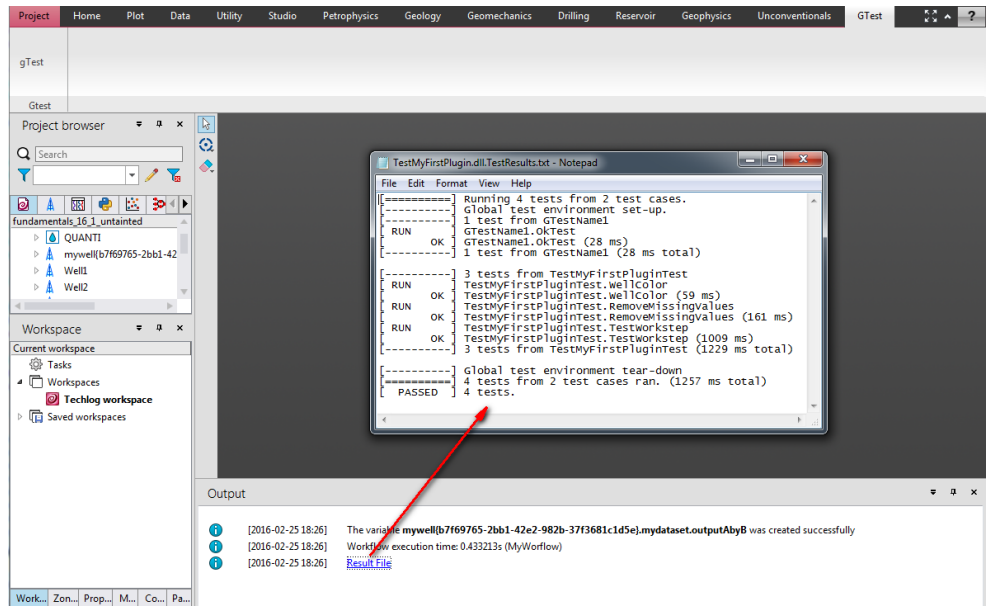 Project Home Plot Data Utility Studio Petrophysics Geology Geomechanics Drilling Reservoir Geophysics Unconventionals GTest ?
gTest
Gtest
Project browser
Search
fundamentals_16_1_untainted
QUANTI
mywell{b7f69765-2bb1-42
Well1
Well2
Workspace
Current workspace
Tasks
Workspaces
Techlog workspace
Saved workspaces
Work... Zon... Prop... M... Co... Pa...
TestMyFirstPlugin.dll.TestResults.txt - Notepad
File Edit Format View Help
[==========] Running 4 tests from 2 test cases.
[----------] Global test environment set-up.
[----------] 1 test from GTestName1
[ RUN      ] GTestName1.OkTest
[       OK ] GTestName1.OkTest (28 ms)
[----------] 1 test from GTestName1 (28 ms total)
[----------] 3 tests from TestMyFirstPluginTest
[ RUN      ] TestMyFirstPluginTest.WellColor
[       OK ] TestMyFirstPluginTest.WellColor (59 ms)
[ RUN      ] TestMyFirstPluginTest.RemoveMissingValues
[       OK ] TestMyFirstPluginTest.RemoveMissingValues (161 ms)
[ RUN      ] TestMyFirstPluginTest.TestWorkstep
[       OK ] TestMyFirstPluginTest.TestWorkstep (1009 ms)
[----------] 3 tests from TestMyFirstPluginTest (1229 ms total)
[----------] Global test environment tear-down
[==========] 4 tests from 2 test cases ran. (1257 ms total)
[  PASSED  ] 4 tests.
Output
[2016-02-25 18:26] The variable mywell{b7f69765-2bb1-42e2-982b-37f3681c1d5e}.mydataset.outputAbyB was created successfully
[2016-02-25 18:26] Workflow execution time: 0.433213s (MyWorflow)
[2016-02-25 18:26] Result File